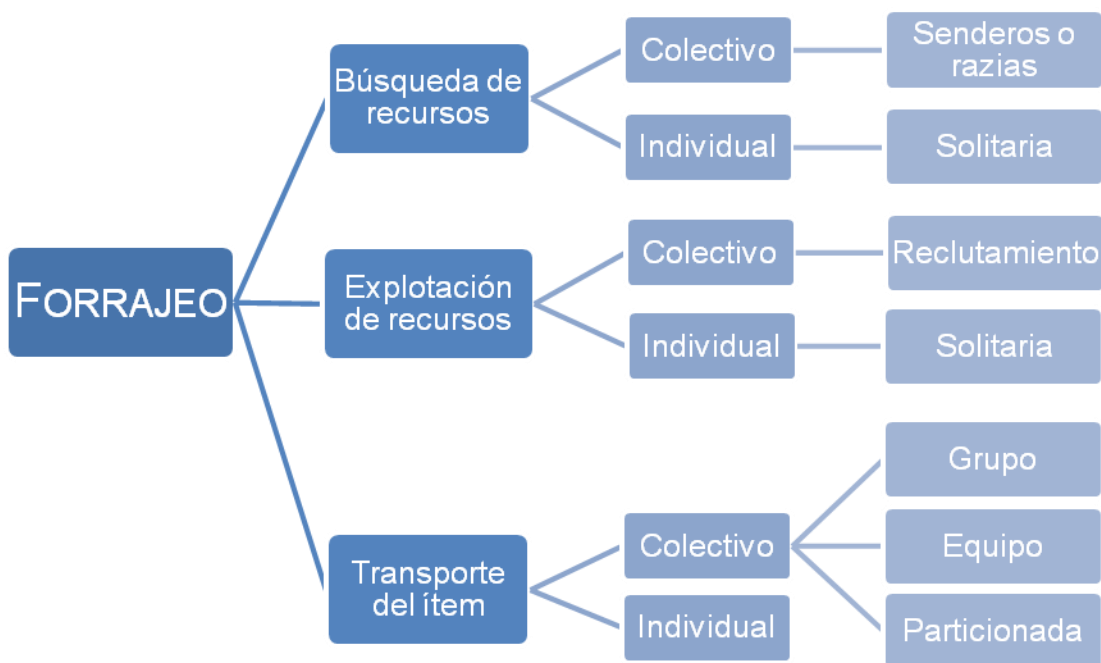 FORRAJEO
Búsqueda de
recursos
Colectivo
Senderos o
razias
Individual
Solitaria
Explotación
de recursos
Colectivo
Reclutamiento
Individual
Solitaria
Transporte
del ítem
Colectivo
Grupo
Equipo
Particionada
Individual